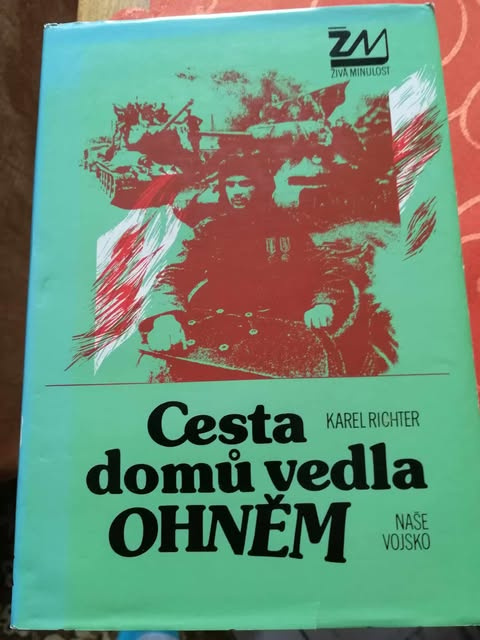 ŽM
ŽIVÁ MINULOST
Cesta
KAREL RICHTER
domů vedla
OHNĚM
NAŠE
VOJSKO